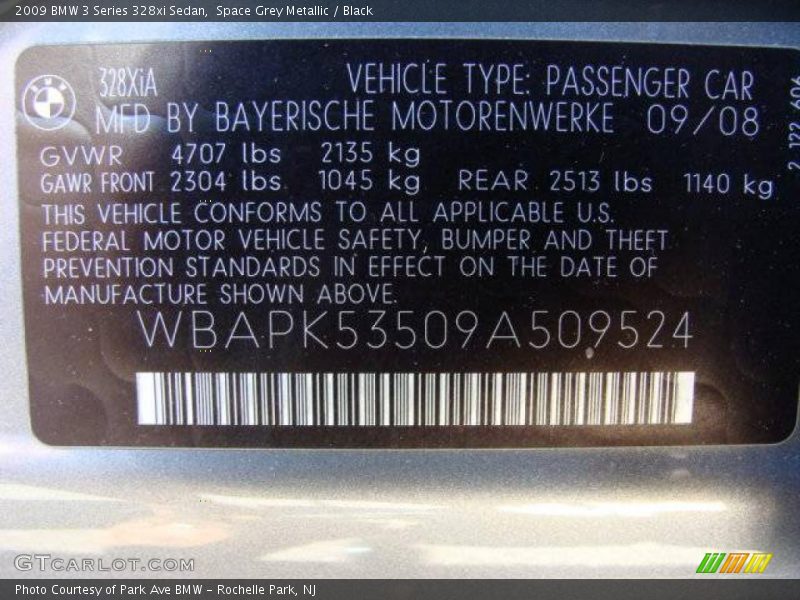 2009 BMW 3 Series 328xi Sedan,  Space Grey Metallic / Black
328XiA
VEHICLE TYPE: PASSENGER CAR
MFD BY BAYERISCHE MOTORENWERKE 09/08
GVWR 4707 lbs 2135 kg
GAWR FRONT 2304 lbs 1045 kg REAR 2513 lbs 1140 kg
THIS VEHICLE CONFORMS TO ALL APPLICABLE U.S.
FEDERAL MOTOR VEHICLE SAFETY, BUMPER AND THEFT
PREVENTION STANDARDS IN EFFECT ON THE DATE OF
MANUFACTURE SHOWN ABOVE.
WBAPK53509A509524
2 122 606
GTCARLOT.COM
Photo Courtesy of Park Ave BMW - Rochelle Park, NJ